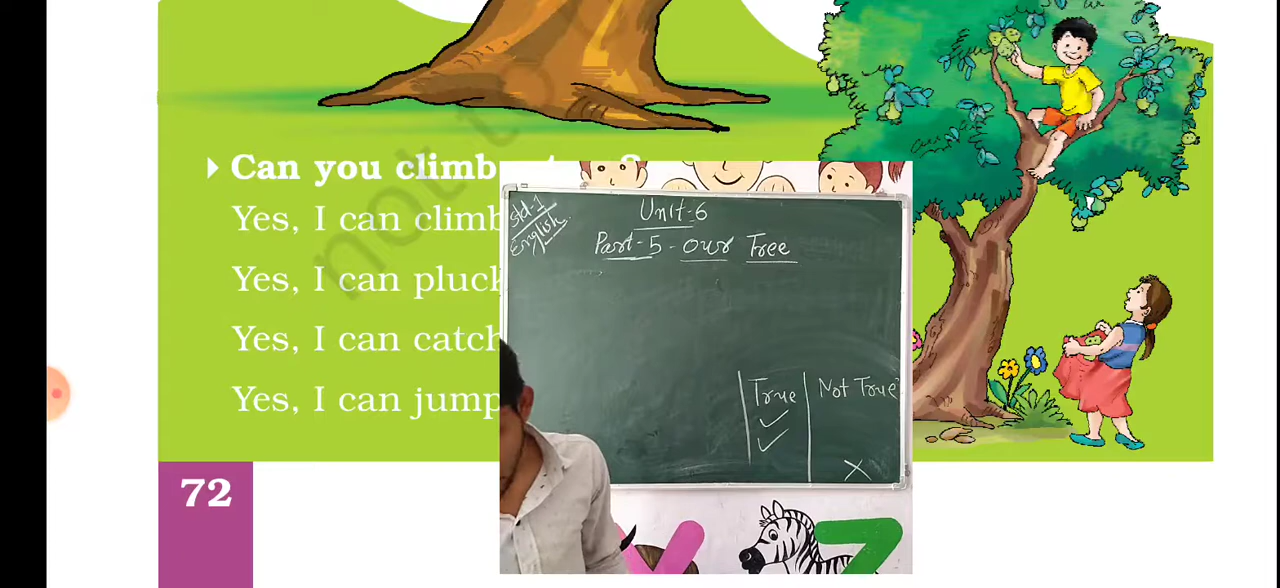 Can you climb
Yes, I can climb
Yes, I can pluck
Yes, I can catch
Yes, I can jump
72
not
Std-1
English
Unit-6
Part-5-our Tree
True
Not True
Z